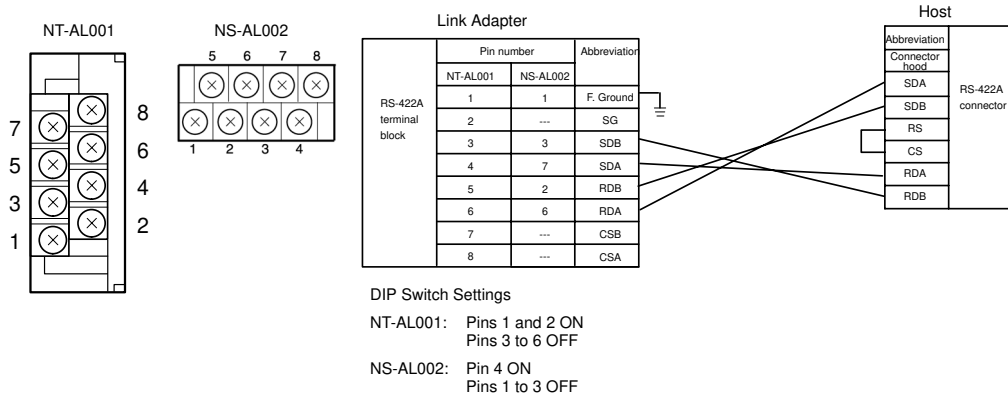 NT-AL001
7
5
3
1
8
6
4
2
NS-AL002
5 6 7 8
1 2 3 4
Link Adapter
RS-422A
terminal
block
Pin number Abbreviation
NT-AL001 NS-AL002
1 1 F. Ground
2 --- SG
3 3 SDB
4 7 SDA
5 2 RDB
6 6 RDA
7 --- CSB
8 --- CSA
Host
Abbreviation
Connector
hood
SDA
SDB
RS
CS
RDA
RDB
RS-422A
connector
DIP Switch Settings
NT-AL001: Pins 1 and 2 ON
Pins 3 to 6 OFF
NS-AL002: Pin 4 ON
Pins 1 to 3 OFF